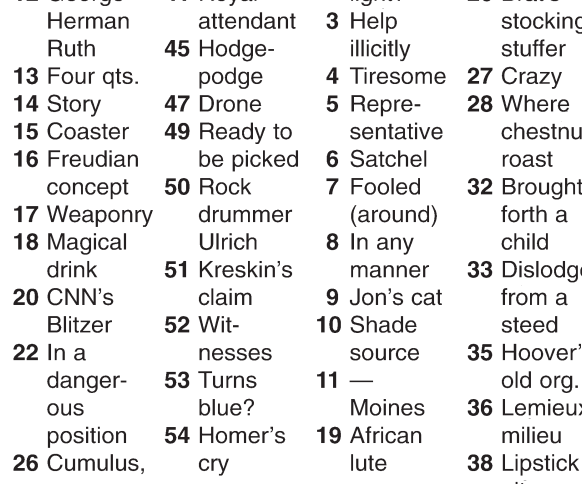 Herman
Ruth
13 Four qts.
14 Story
15 Coaster
16 Freudian
concept
17 Weaponry
18 Magical
drink
20 CNN's
Blitzer
22 In a
danger-
ous
position
26 Cumulus,
attendant
45 Hodge-
podge
47 Drone
49 Ready to
be picked
50 Rock
drummer
Ulrich
51 Kreskin's
claim
52 Wit-
nesses
53 Turns
blue?
54 Homer's
cry
3 Help
illicitly
4 Tiresome
5 Repre-
sentative
6 Satchel
7 Fooled
(around)
8 In any
manner
9 Jon's cat
10 Shade
source
11 —
Moines
19 African
lute
stocking
stuffer
27 Crazy
28 Where
chestnu
roast
32 Brought
forth a
child
33 Dislodge
from a
steed
35 Hoover'
old org.
36 Lemieux
milieu
38 Lipstick